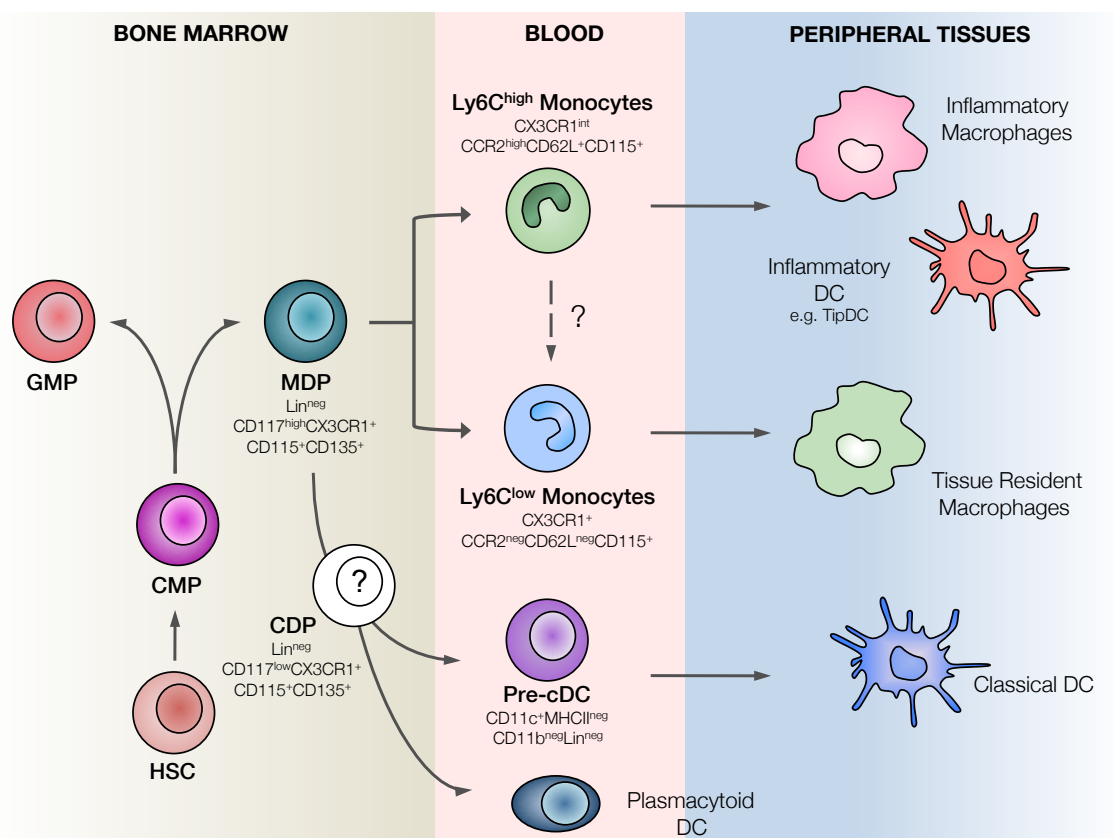 BONE MARROW
BLOOD
PERIPHERAL TISSUES
Ly6Chigh Monocytes
CX3CR1int
CCR2highCD62L+CD115+
Inflammatory
Macrophages
Inflammatory
DC
e.g. TipDC
?
GMP
MDP
Linneg
CD117highCX3CR1+
CD115+CD135+
Ly6Clow Monocytes
CX3CR1+
CCR2negCD62LnegCD115+
Tissue Resident
Macrophages
CMP
?
CDP
Linneg
CD117lowCX3CR1+
CD115+CD135+
Pre-cDC
CD11c+MHCIIneg
CD11bnegLinneg
Classical DC
HSC
Plasmacytoid
DC